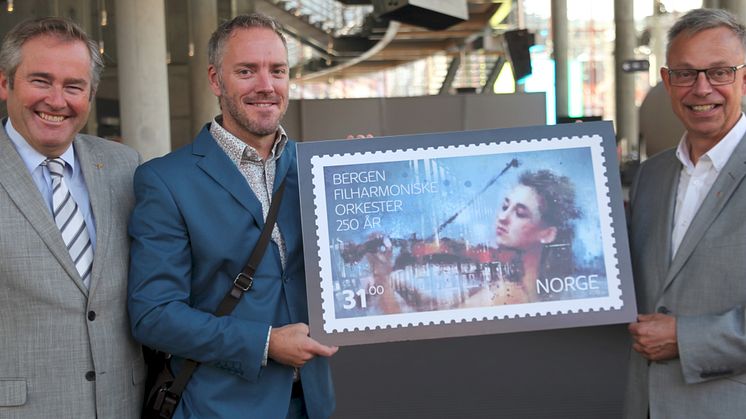 BERGEN
FILHARMONISKE
ORKESTER
250 ÅR
31.00
NORGE